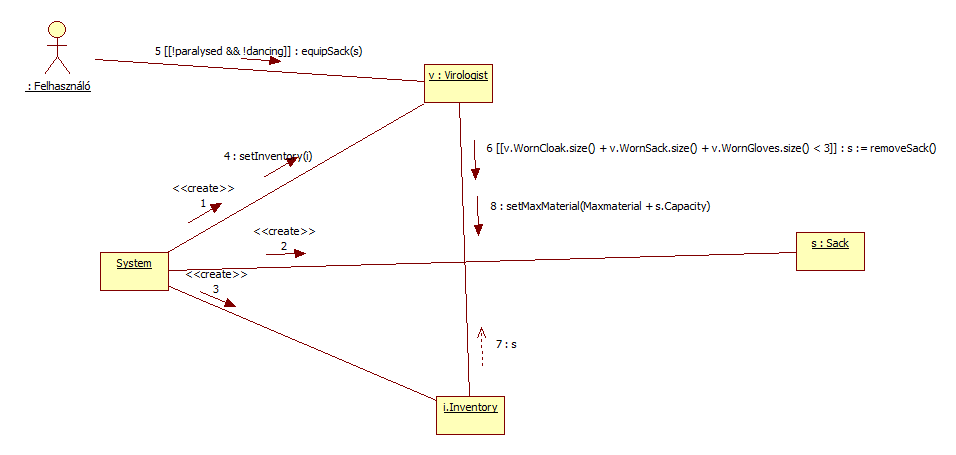 5 [[!paralysed && !dancing]] : equipSack(s)
: Felhasználó
v : Virologist
6 [[v.WornCloak.size() + v.WornSack.size() + v.WornGloves.size() < 3]] : s := removeSack()
4 : setInventory(i)
<<create>>
1
8 : setMaxMaterial(Maxmaterial + s.Capacity)
<<create>>
2
s : Sack
System
<<create>>
3
7 : s
i.Inventory